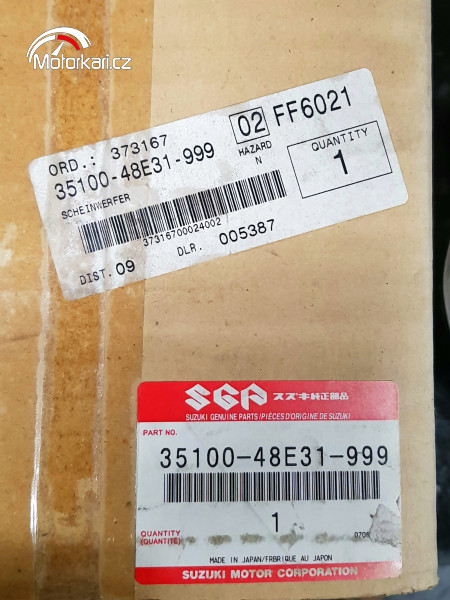 Motorkari.cz
ORD.: 373167
02 FF6021
35100-48E31-999
HAZARD
N
QUANTITY
1
SCHEINWERFER
37316700024002
DIST. 09 DLR. 005387
SGP スズキ純正部品
SUZUKI GENUINE PARTS/PIÈCES D'ORIGINE DE SUZUKI
PART NO.
35100-48E31-999
QUANTITY
(QUANTITÉ)
1
MADE IN JAPAN/FRBRIQUE AU JAPON
SUZUKI MOTOR CORPORATION